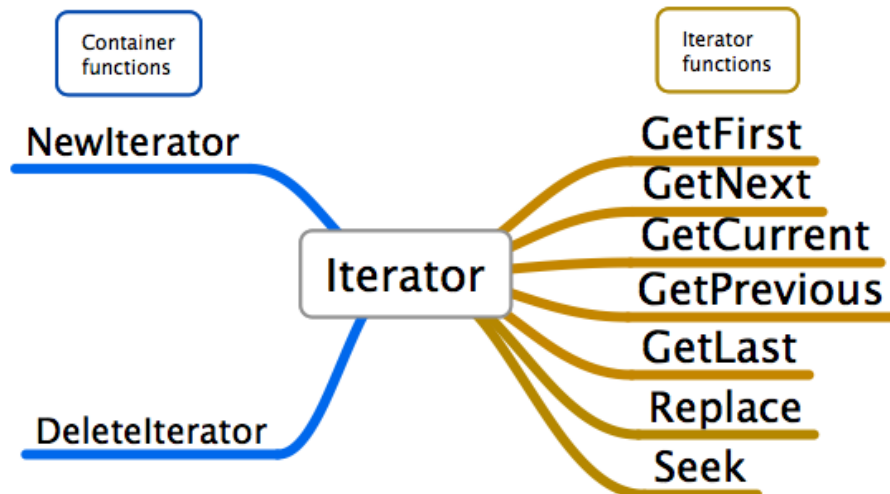 Container
functions
Iterator
functions
NewIterator
DeleteIterator
Iterator
GetFirst
GetNext
GetCurrent
GetPrevious
GetLast
Replace
Seek